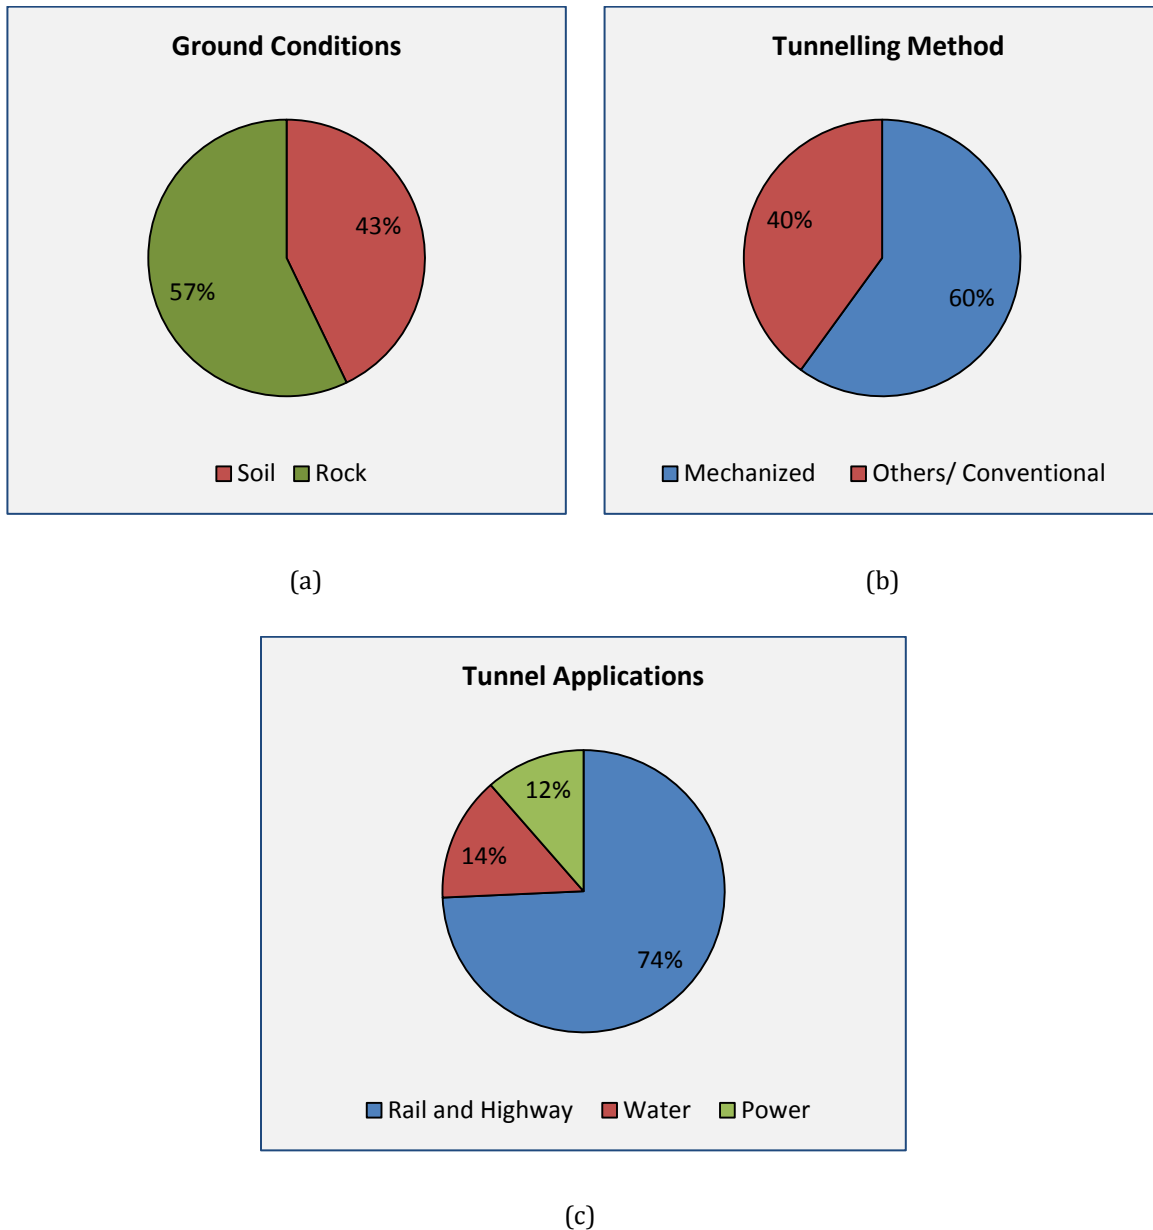 Ground Conditions
43%
57%
Soil Rock
(a)
Tunnelling Method
40%
60%
Mechanized Others/ Conventional
(b)
Tunnel Applications
12%
14%
74%
Rail and Highway Water Power
(c)